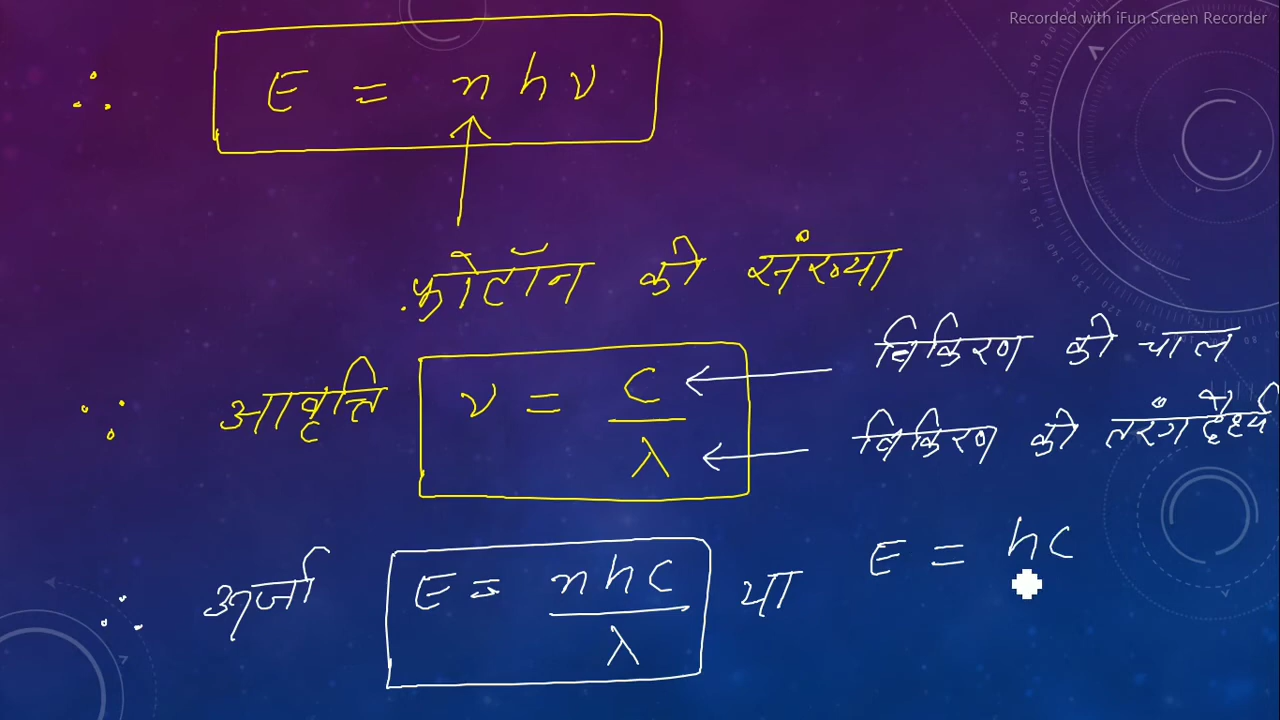 Recorded with iFun Screen Recorder
∴ E = nhν
फोटॉन की संख्या
विकिरण की चाल
∵ आवृत्ति ν = C/λ
विकिरण की तरंगदैर्ध्य
∴ ऊर्जा E = nhC/λ या E = hC